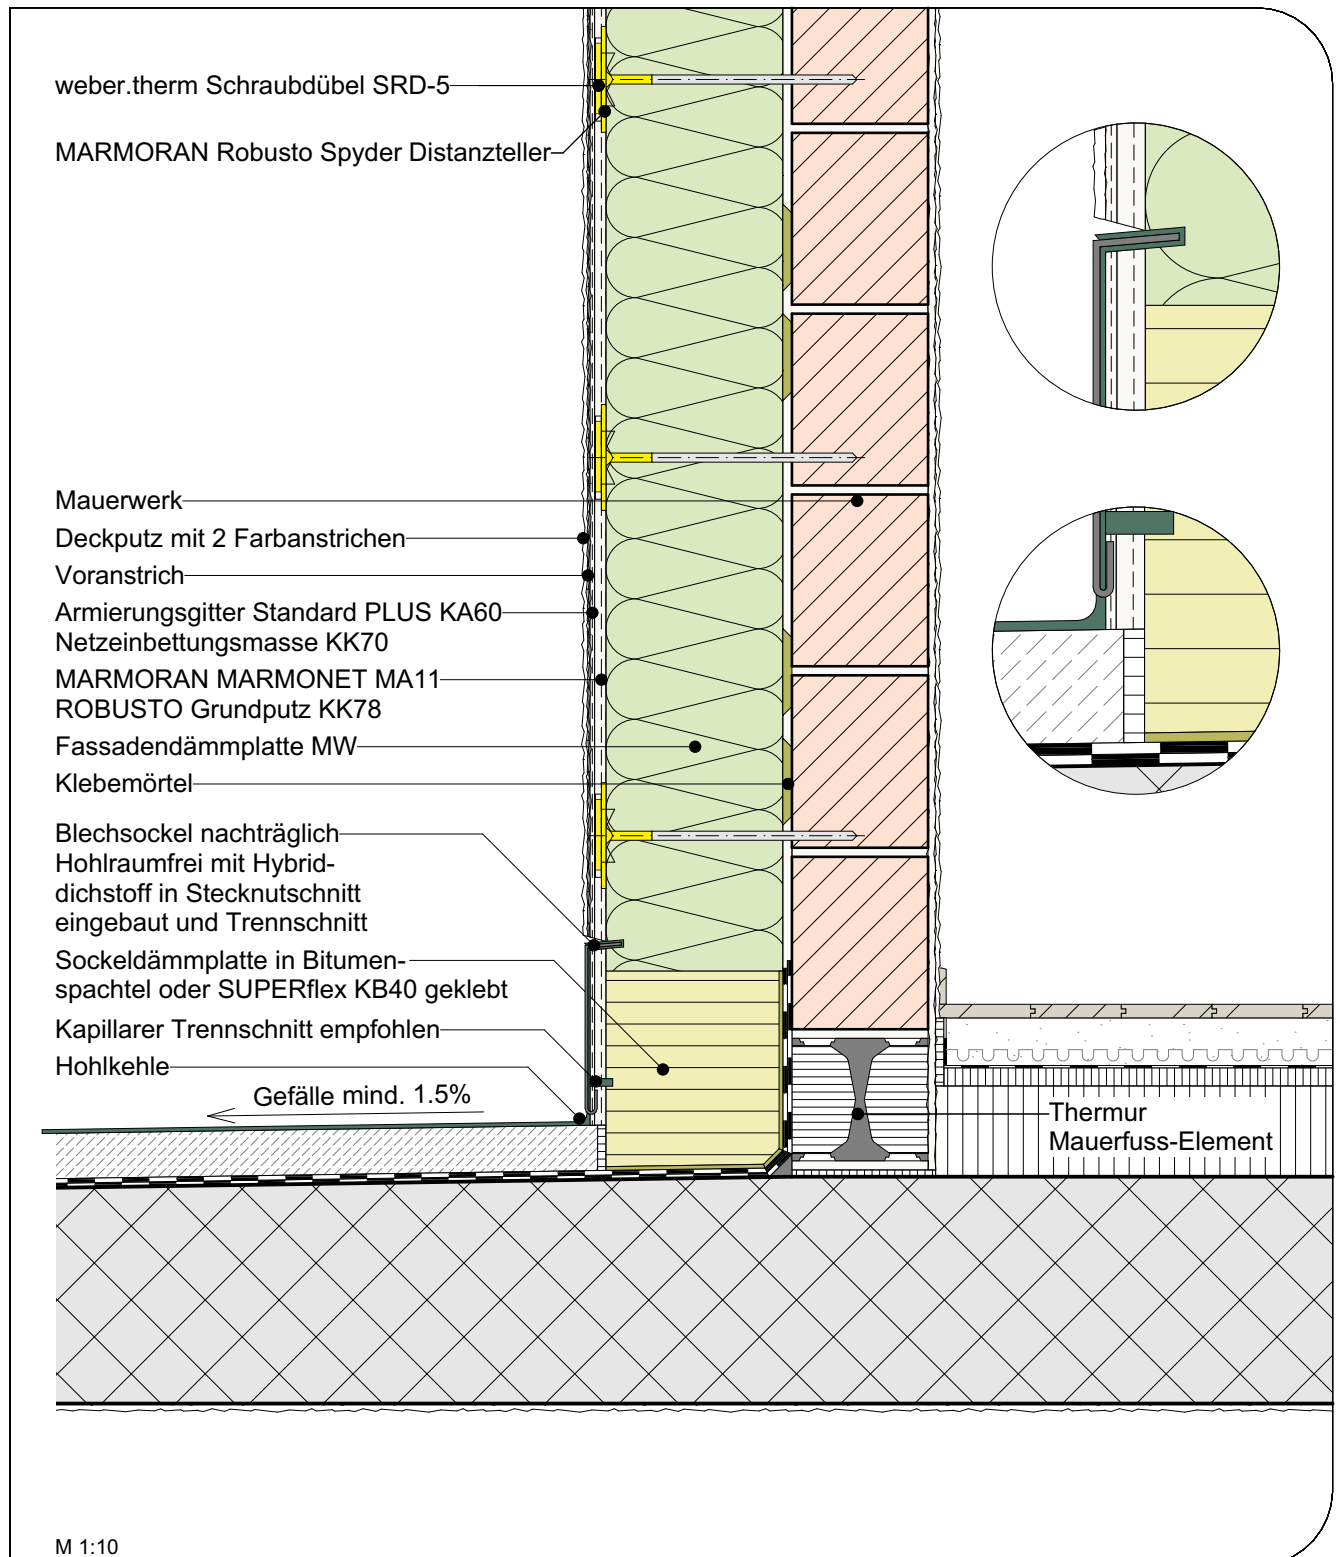 weber.therm Schraubdübel SRD-5
MARMORAN Robusto Spyder Distanzteller
Mauerwerk
Deckputz mit 2 Farbanstrichen
Voranstrich
Armierungsgitter Standard PLUS KA60
Netzeinbettungsmasse KK70
MARMORAN MARMONET MA11
ROBUSTO Grundputz KK78
Fassadendämmplatte MW
Klebemörtel
Blechsockel nachträglich
Hohlraumfrei mit Hybrid-
dichstoff in Stecknutschnitt
eingebaut und Trennschnitt
Sockeldämmplatte in Bitumen-
spachtel oder SUPERflex KB40 geklebt
Kapillarer Trennschnitt empfohlen
Hohlkehle
Gefälle mind. 1.5%
Thermur
Mauerfuss-Element
M 1:10